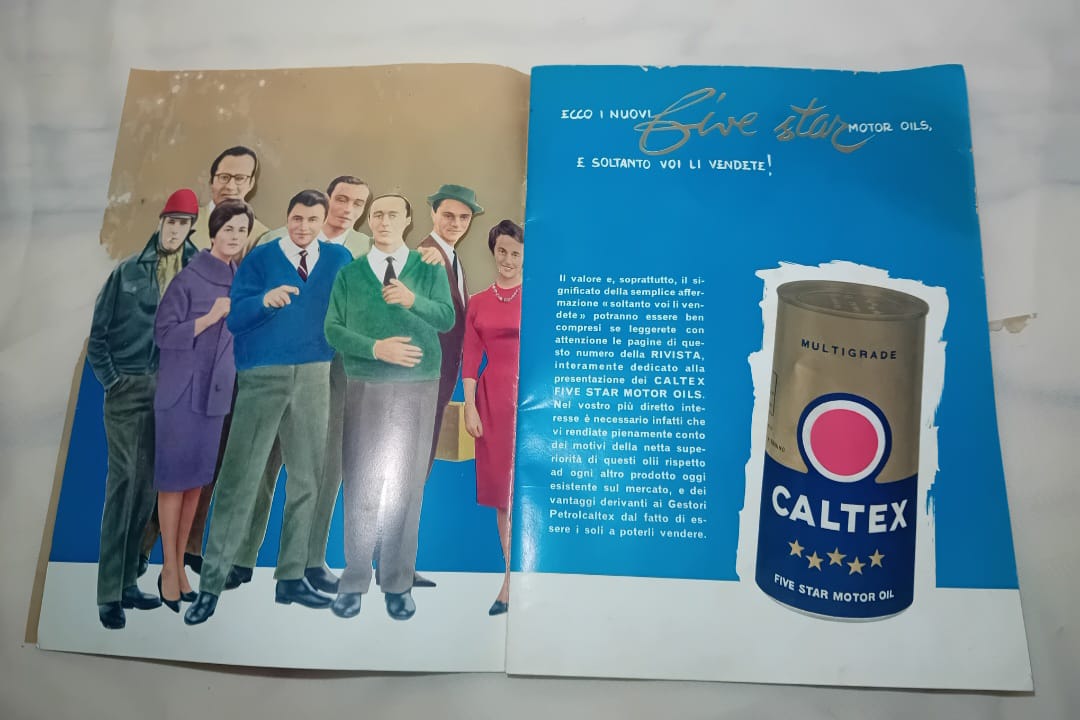 ECCO I NUOVI five star MOTOR OILS,
E SOLTANTO VOI LI VENDETE!
Il valore e, soprattutto, il si-
gnificato della semplice affer-
mazione «soltanto voi li ven-
dete» potranno essere ben
compresi se leggerete con
attenzione le pagine di que-
sto numero della RIVISTA,
interamente dedicato alla
presentazione dei CALTEX
FIVE STAR MOTOR OILS.
Nel vostro più diretto inte-
resse è necessario infatti che
vi rendiate pienamente conto
dei motivi della netta supe-
riorità di questi olii rispetto
ad ogni altro prodotto oggi
esistente sul mercato, e dei
vantaggi derivanti ai Gestori
Petrolcaltex dal fatto di es-
sere i soli a poterli vendere.
MULTIGRADE
CALTEX
FIVE STAR MOTOR OIL